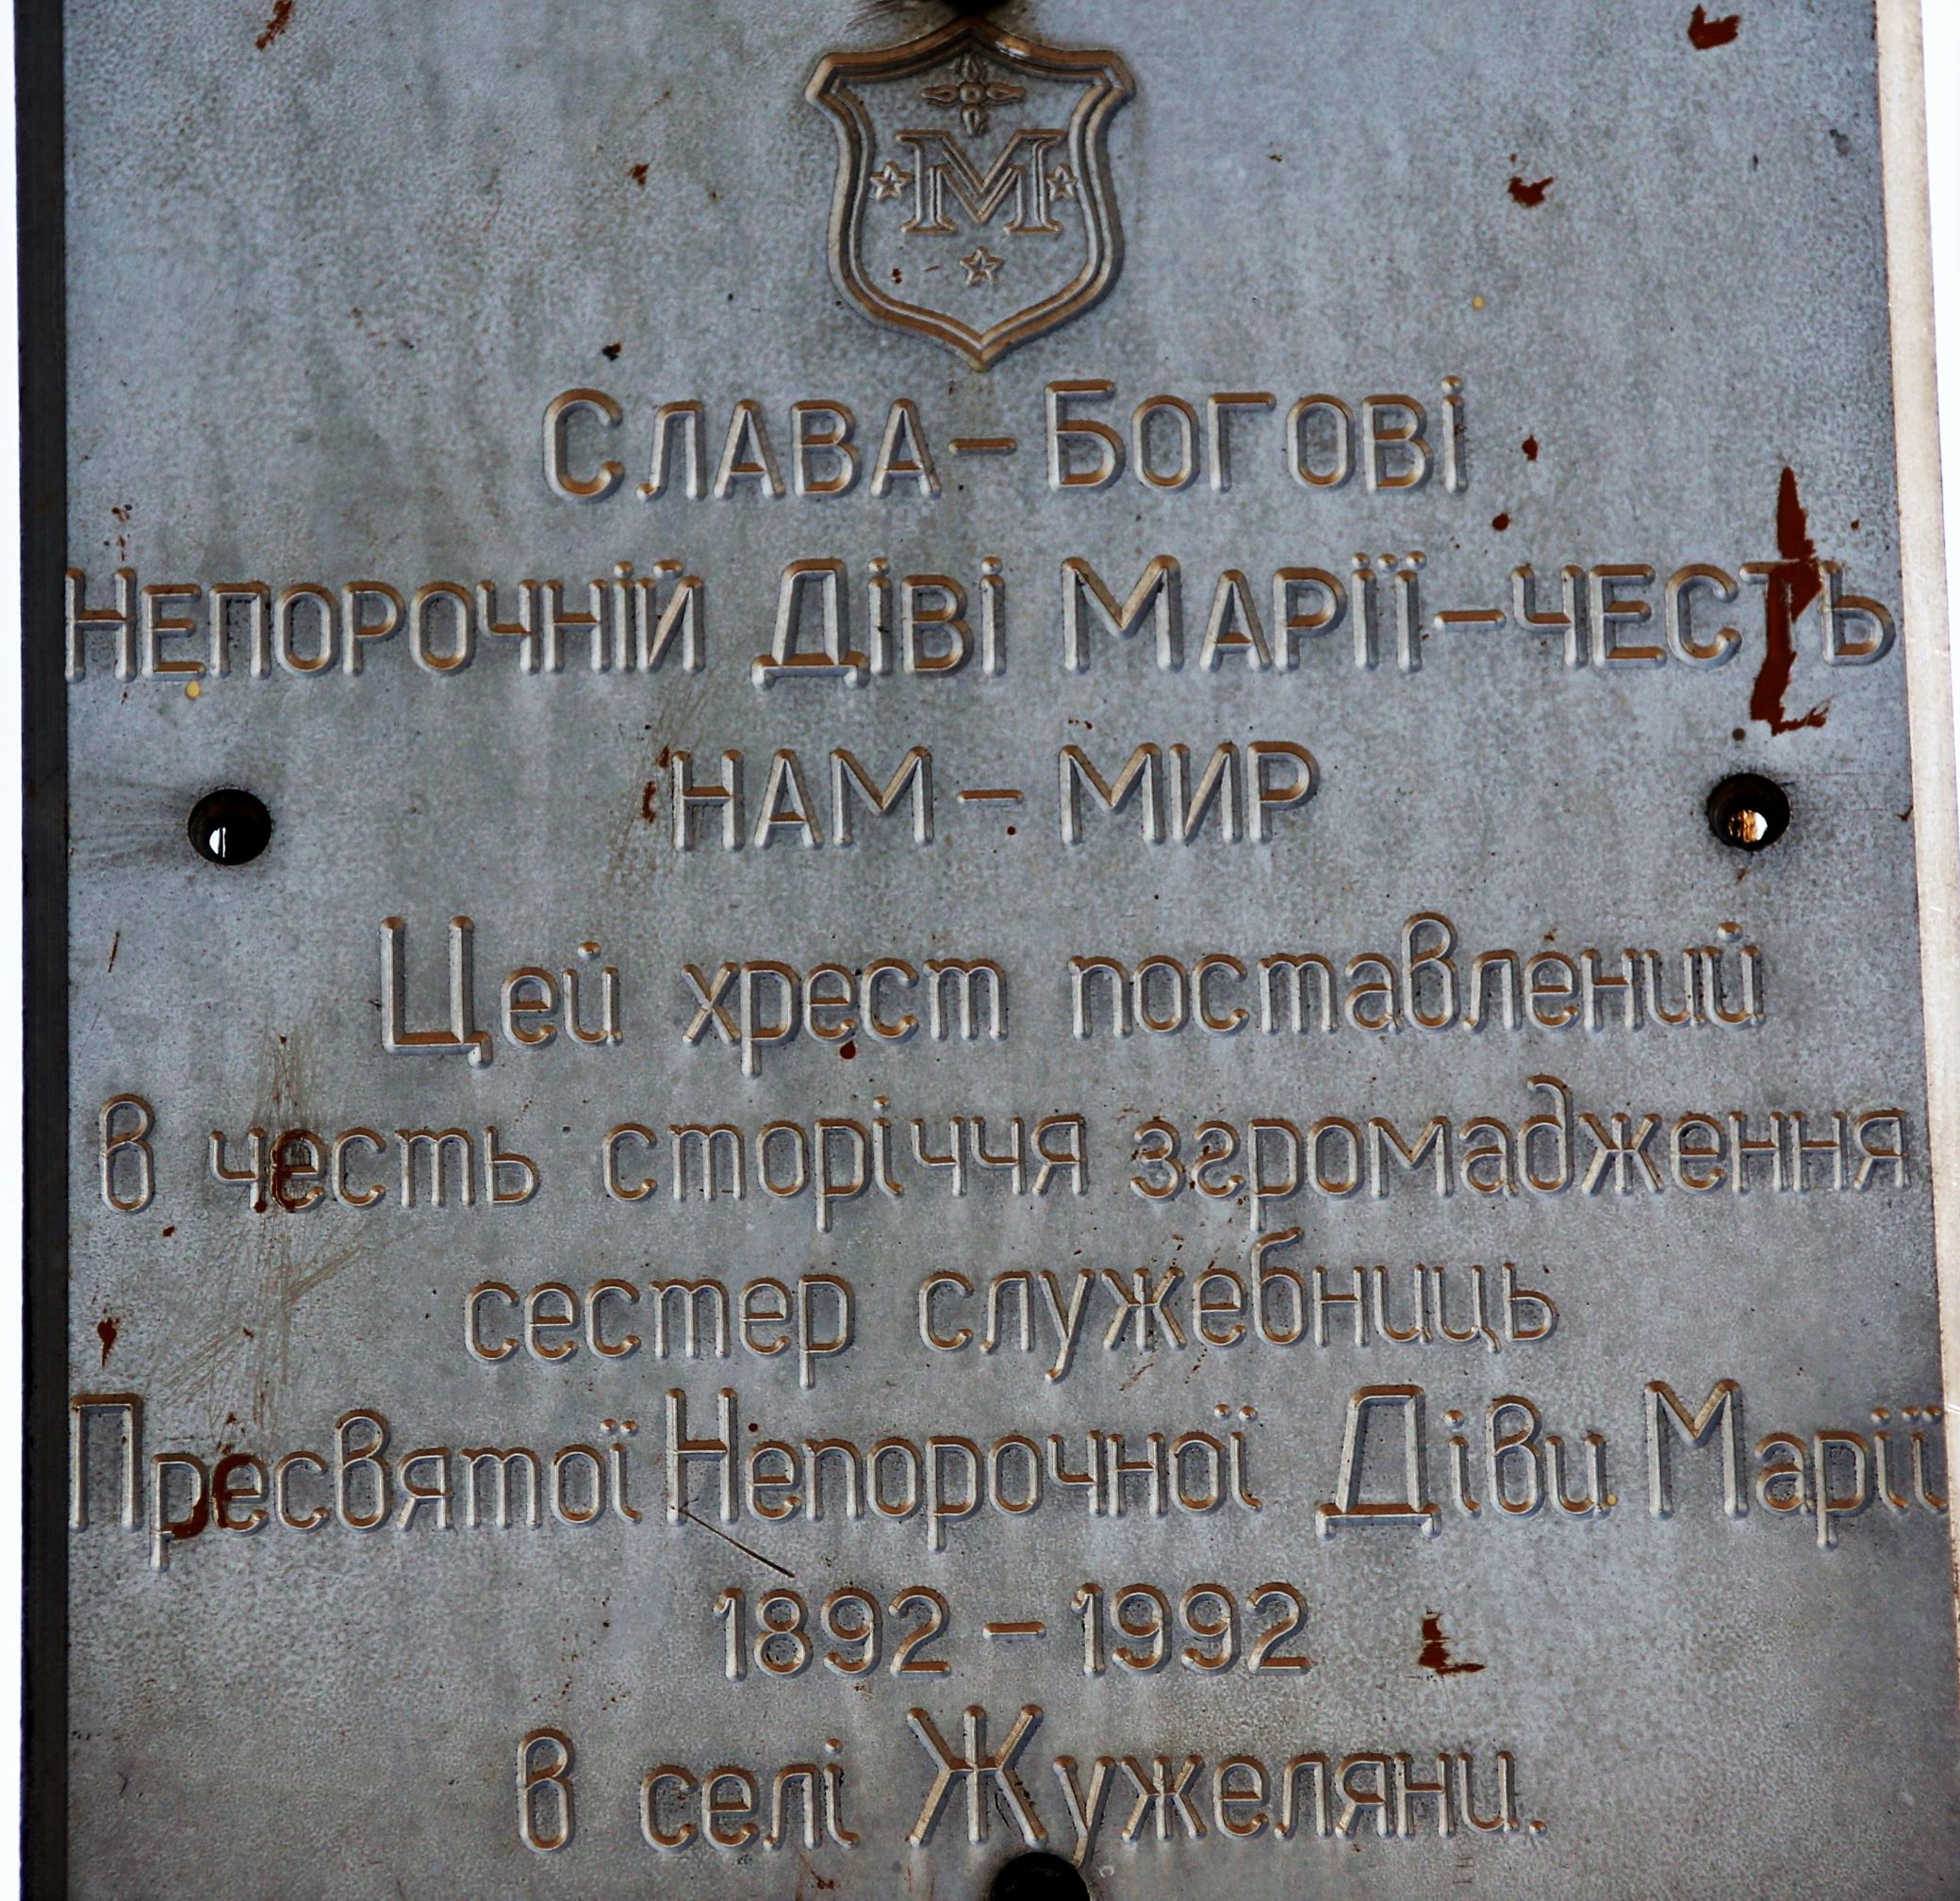 М
Слава – Богові
Непорочній Діві Марії – честь
нам – мир
Цей хрест поставлений
в честь сторіччя згромадження
сестер служебниць
Пресвятої Непорочної Діви Марії
1892 – 1992
в селі Жужеляни.